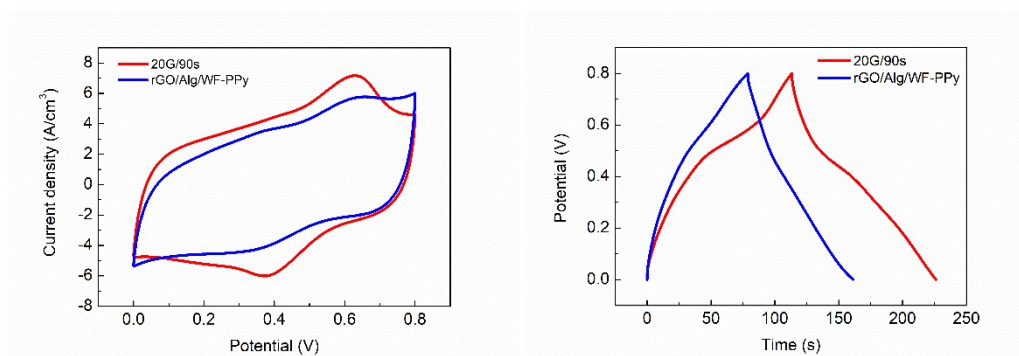 20G/90s
rGO/Alg/WF-PPy
Current density (A/cm³)
8
6
4
2
0
-2
-4
-6
-8
0.0 0.2 0.4 0.6 0.8
Potential (V)
20G/90s
rGO/Alg/WF-PPy
Potential (V)
0.8
0.6
0.4
0.2
0.0
0 50 100 150 200 250
Time (s)